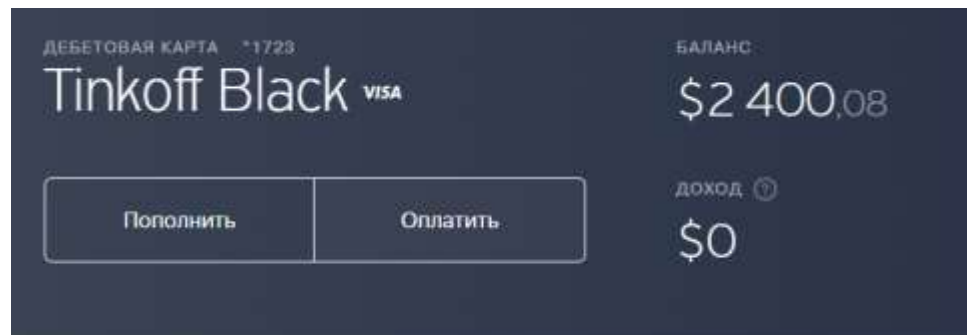 ДЕБЕТОВАЯ КАРТА *1723
Tinkoff Black VISA
Пополнить Оплатить
БАЛАНС
$2 400,08
ДОХОД ?
$0